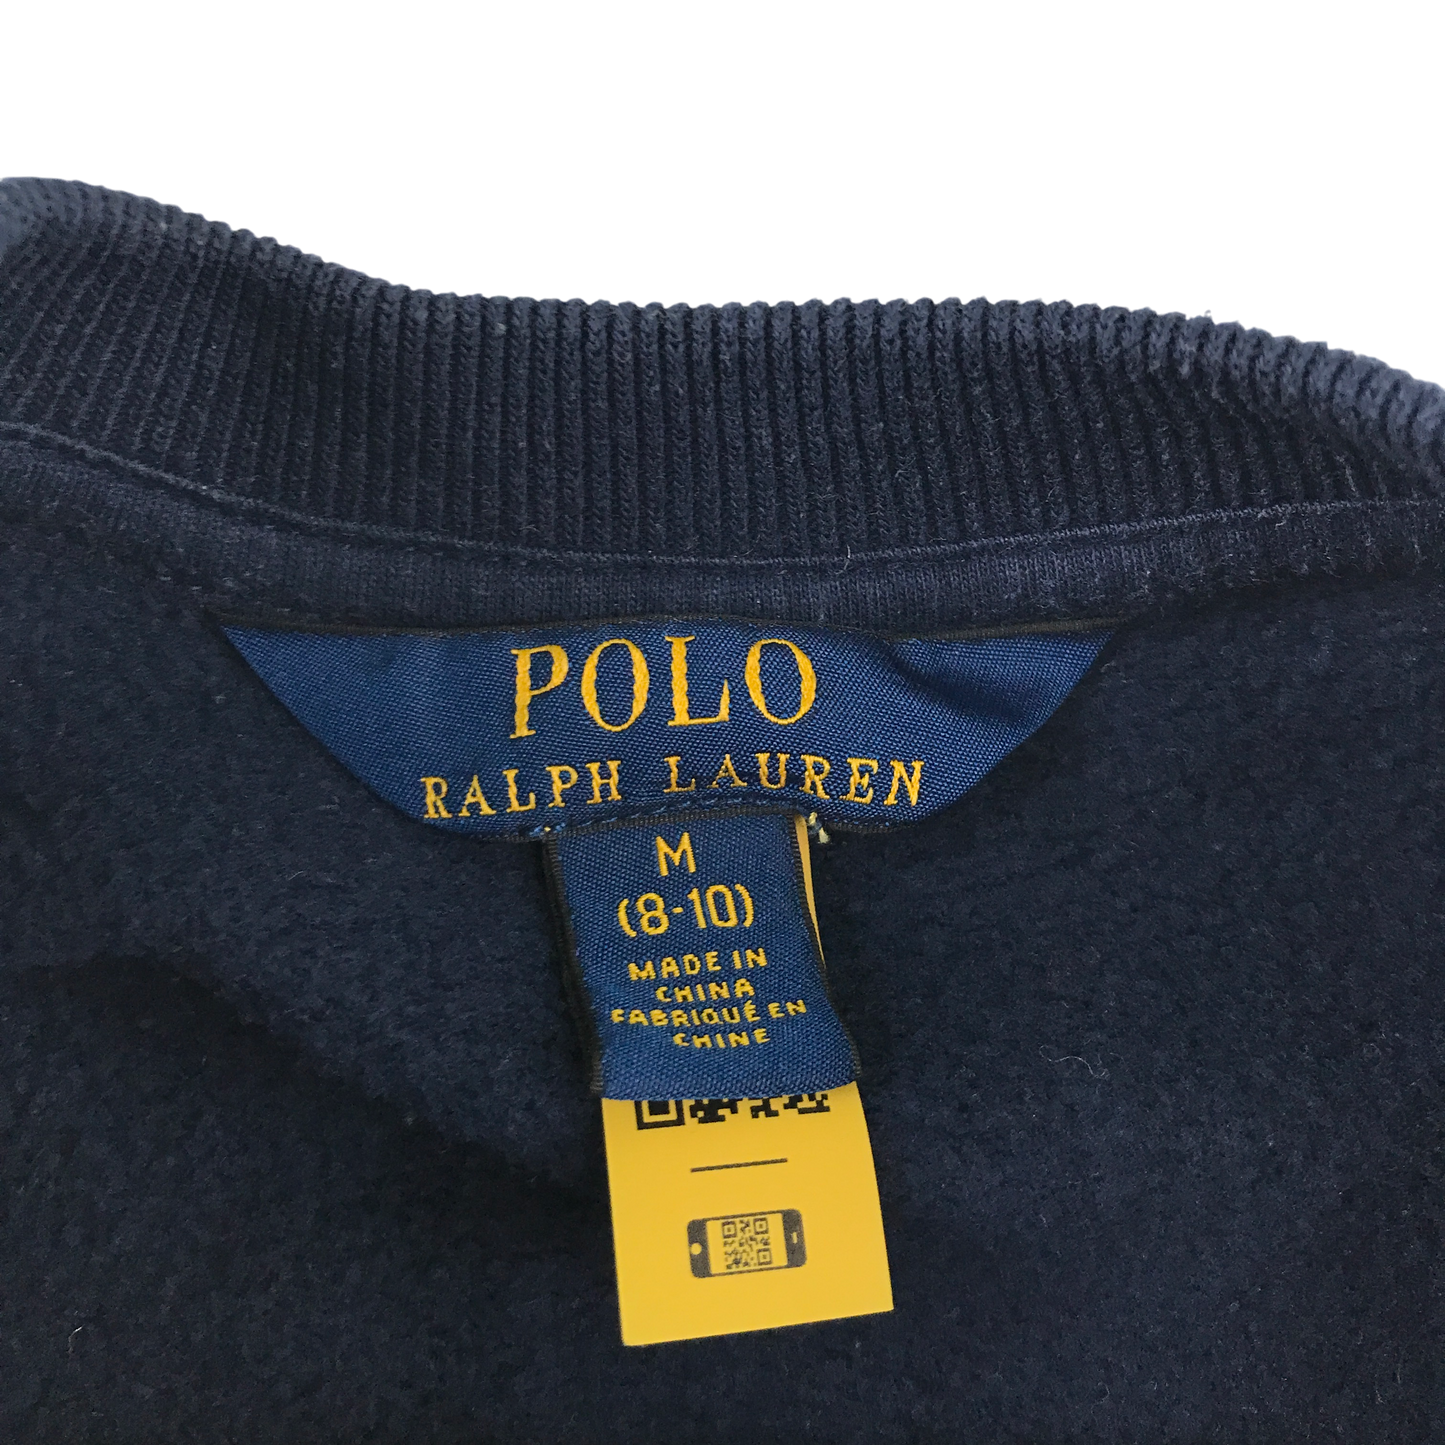 POLO
RALPH LAUREN
M
(8-10)
MADE IN
CHINA
FABRIQUÉ EN
CHINE